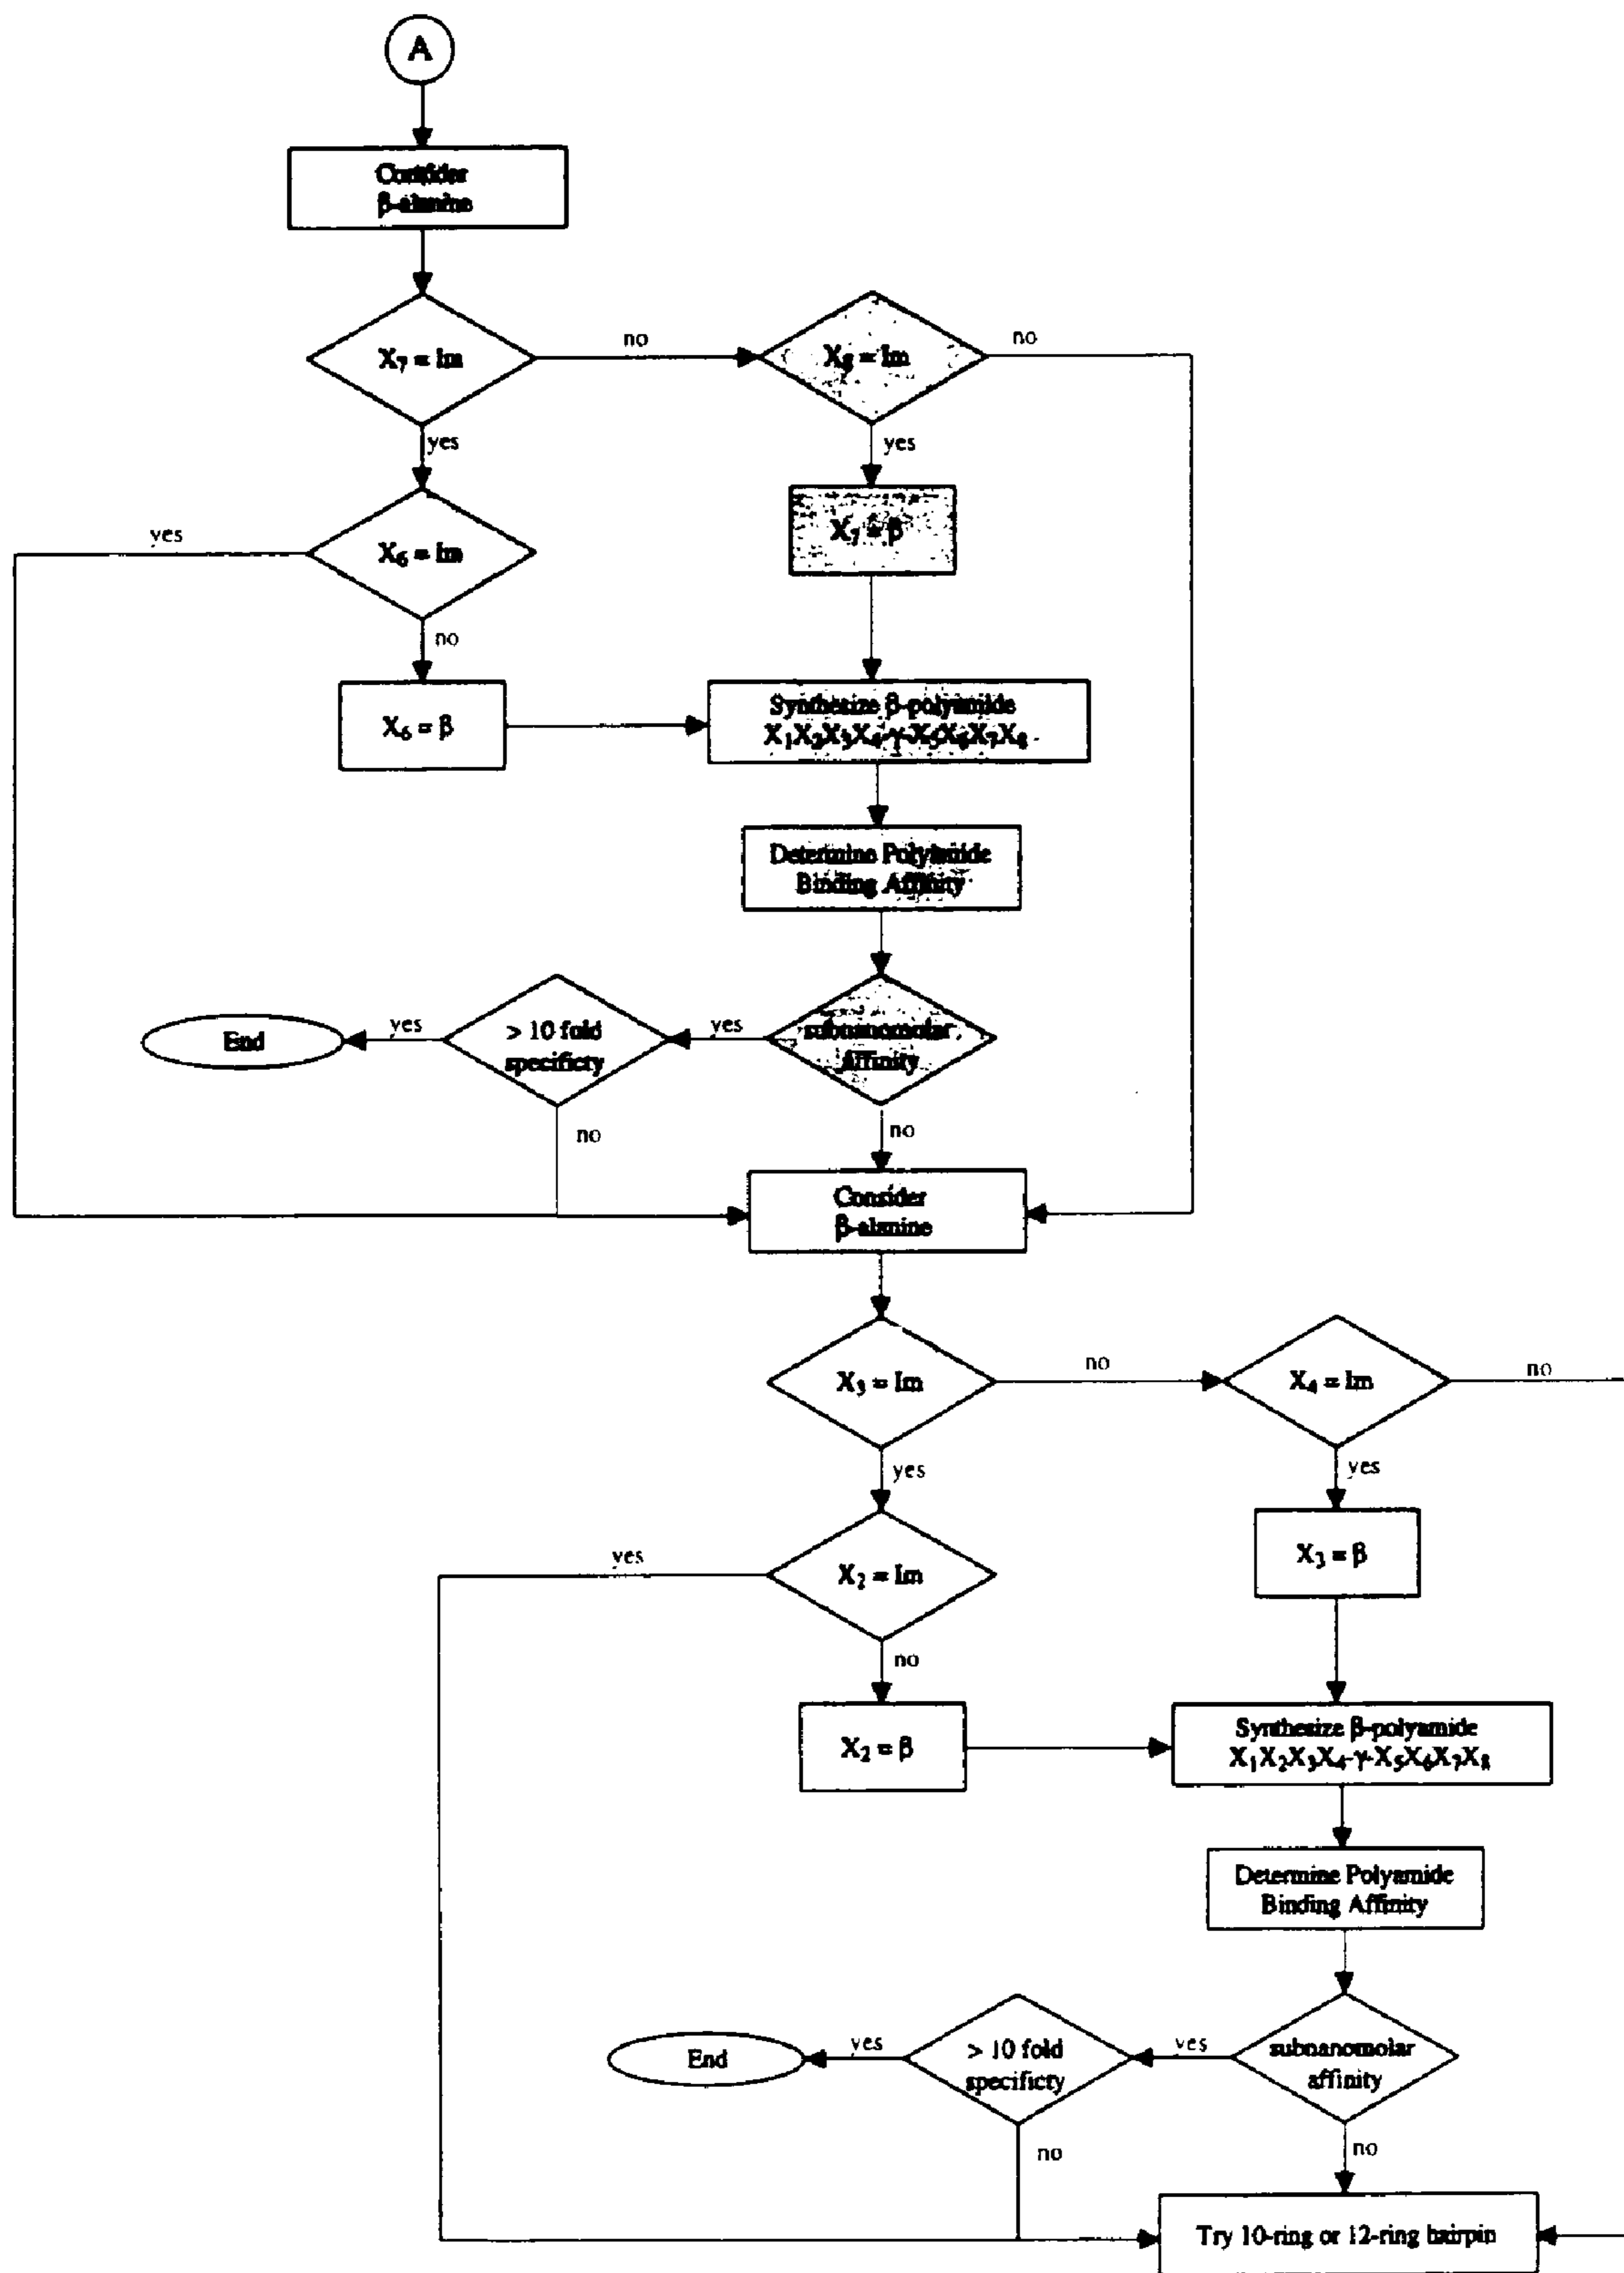 A
Consider
β-alanine
X₇ = Im
no
X₈ = Im
no
yes
yes
yes
X₆ = Im
X₇ = β
no
X₆ = β
Synthesize β-polyamide
X₁X₂X₃X₄-γ-X₅X₆X₇X₈
Determine Polyamide
Binding Affinity
End
yes
> 10 fold
specificty
yes
subnanomolar
Affinity
no
no
Consider
β-alanine
X₃ = Im
no
X₄ = Im
no
yes
yes
yes
X₂ = Im
X₃ = β
no
X₂ = β
Synthesize β-polyamide
X₁X₂X₃X₄-γ-X₅X₆X₇X₈
Determine Polyamide
Binding Affinity
End
yes
> 10 fold
specificty
yes
subnanomolar
affinity
no
no
Try 10-ring or 12-ring hairpin